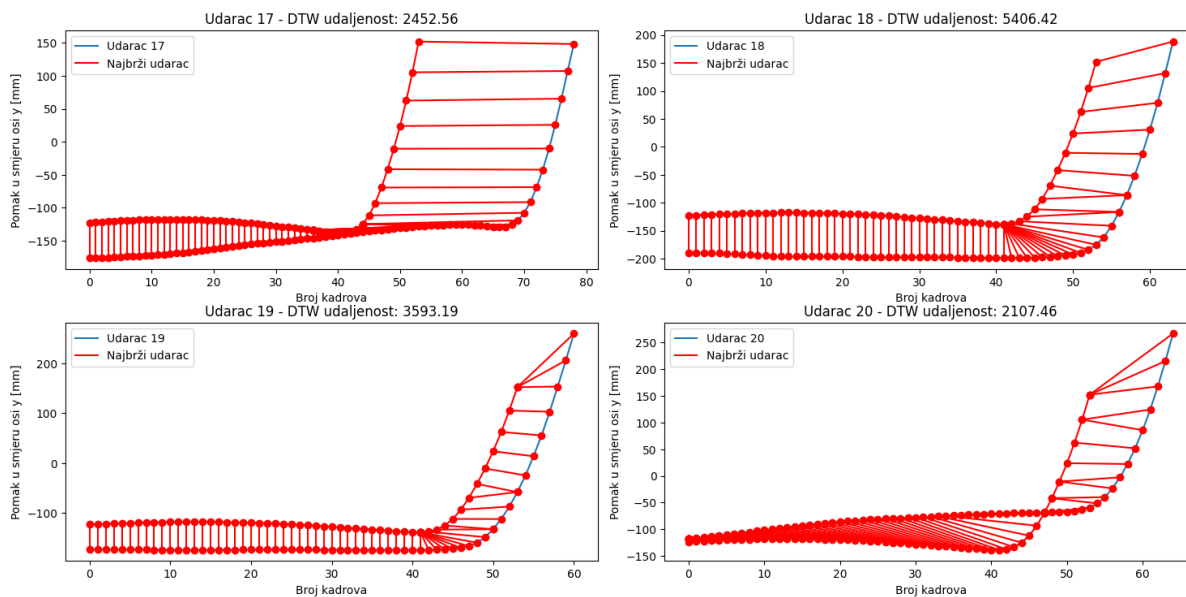 Udarac 17 - DTW udaljenost: 2452.56
Pomak u smjeru osi y [mm]
150
100
50
0
−50
−100
−150
Udarac 17
Najbrži udarac
0 10 20 30 40 50 60 70 80
Broj kadrova
Udarac 18 - DTW udaljenost: 5406.42
Pomak u smjeru osi y [mm]
200
150
100
50
0
−50
−100
−150
−200
Udarac 18
Najbrži udarac
0 10 20 30 40 50 60
Broj kadrova
Udarac 19 - DTW udaljenost: 3593.19
Pomak u smjeru osi y [mm]
200
100
0
−100
Udarac 19
Najbrži udarac
0 10 20 30 40 50 60
Broj kadrova
Udarac 20 - DTW udaljenost: 2107.46
Pomak u smjeru osi y [mm]
250
200
150
100
50
0
−50
−100
−150
Udarac 20
Najbrži udarac
0 10 20 30 40 50 60
Broj kadrova